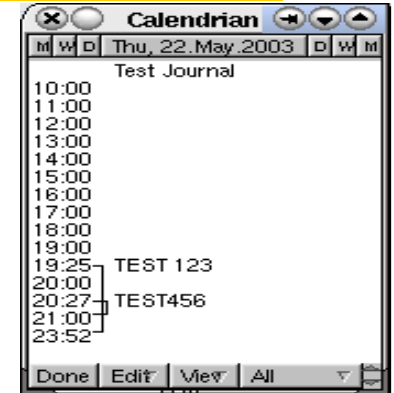 Calendrian
M W D Thu, 22.May.2003 D W M
Test Journal
10:00
11:00
12:00
13:00
14:00
15:00
16:00
17:00
18:00
19:00
19:25 TEST 123
20:00
20:27 TEST456
21:00
23:52
Done Edit View All